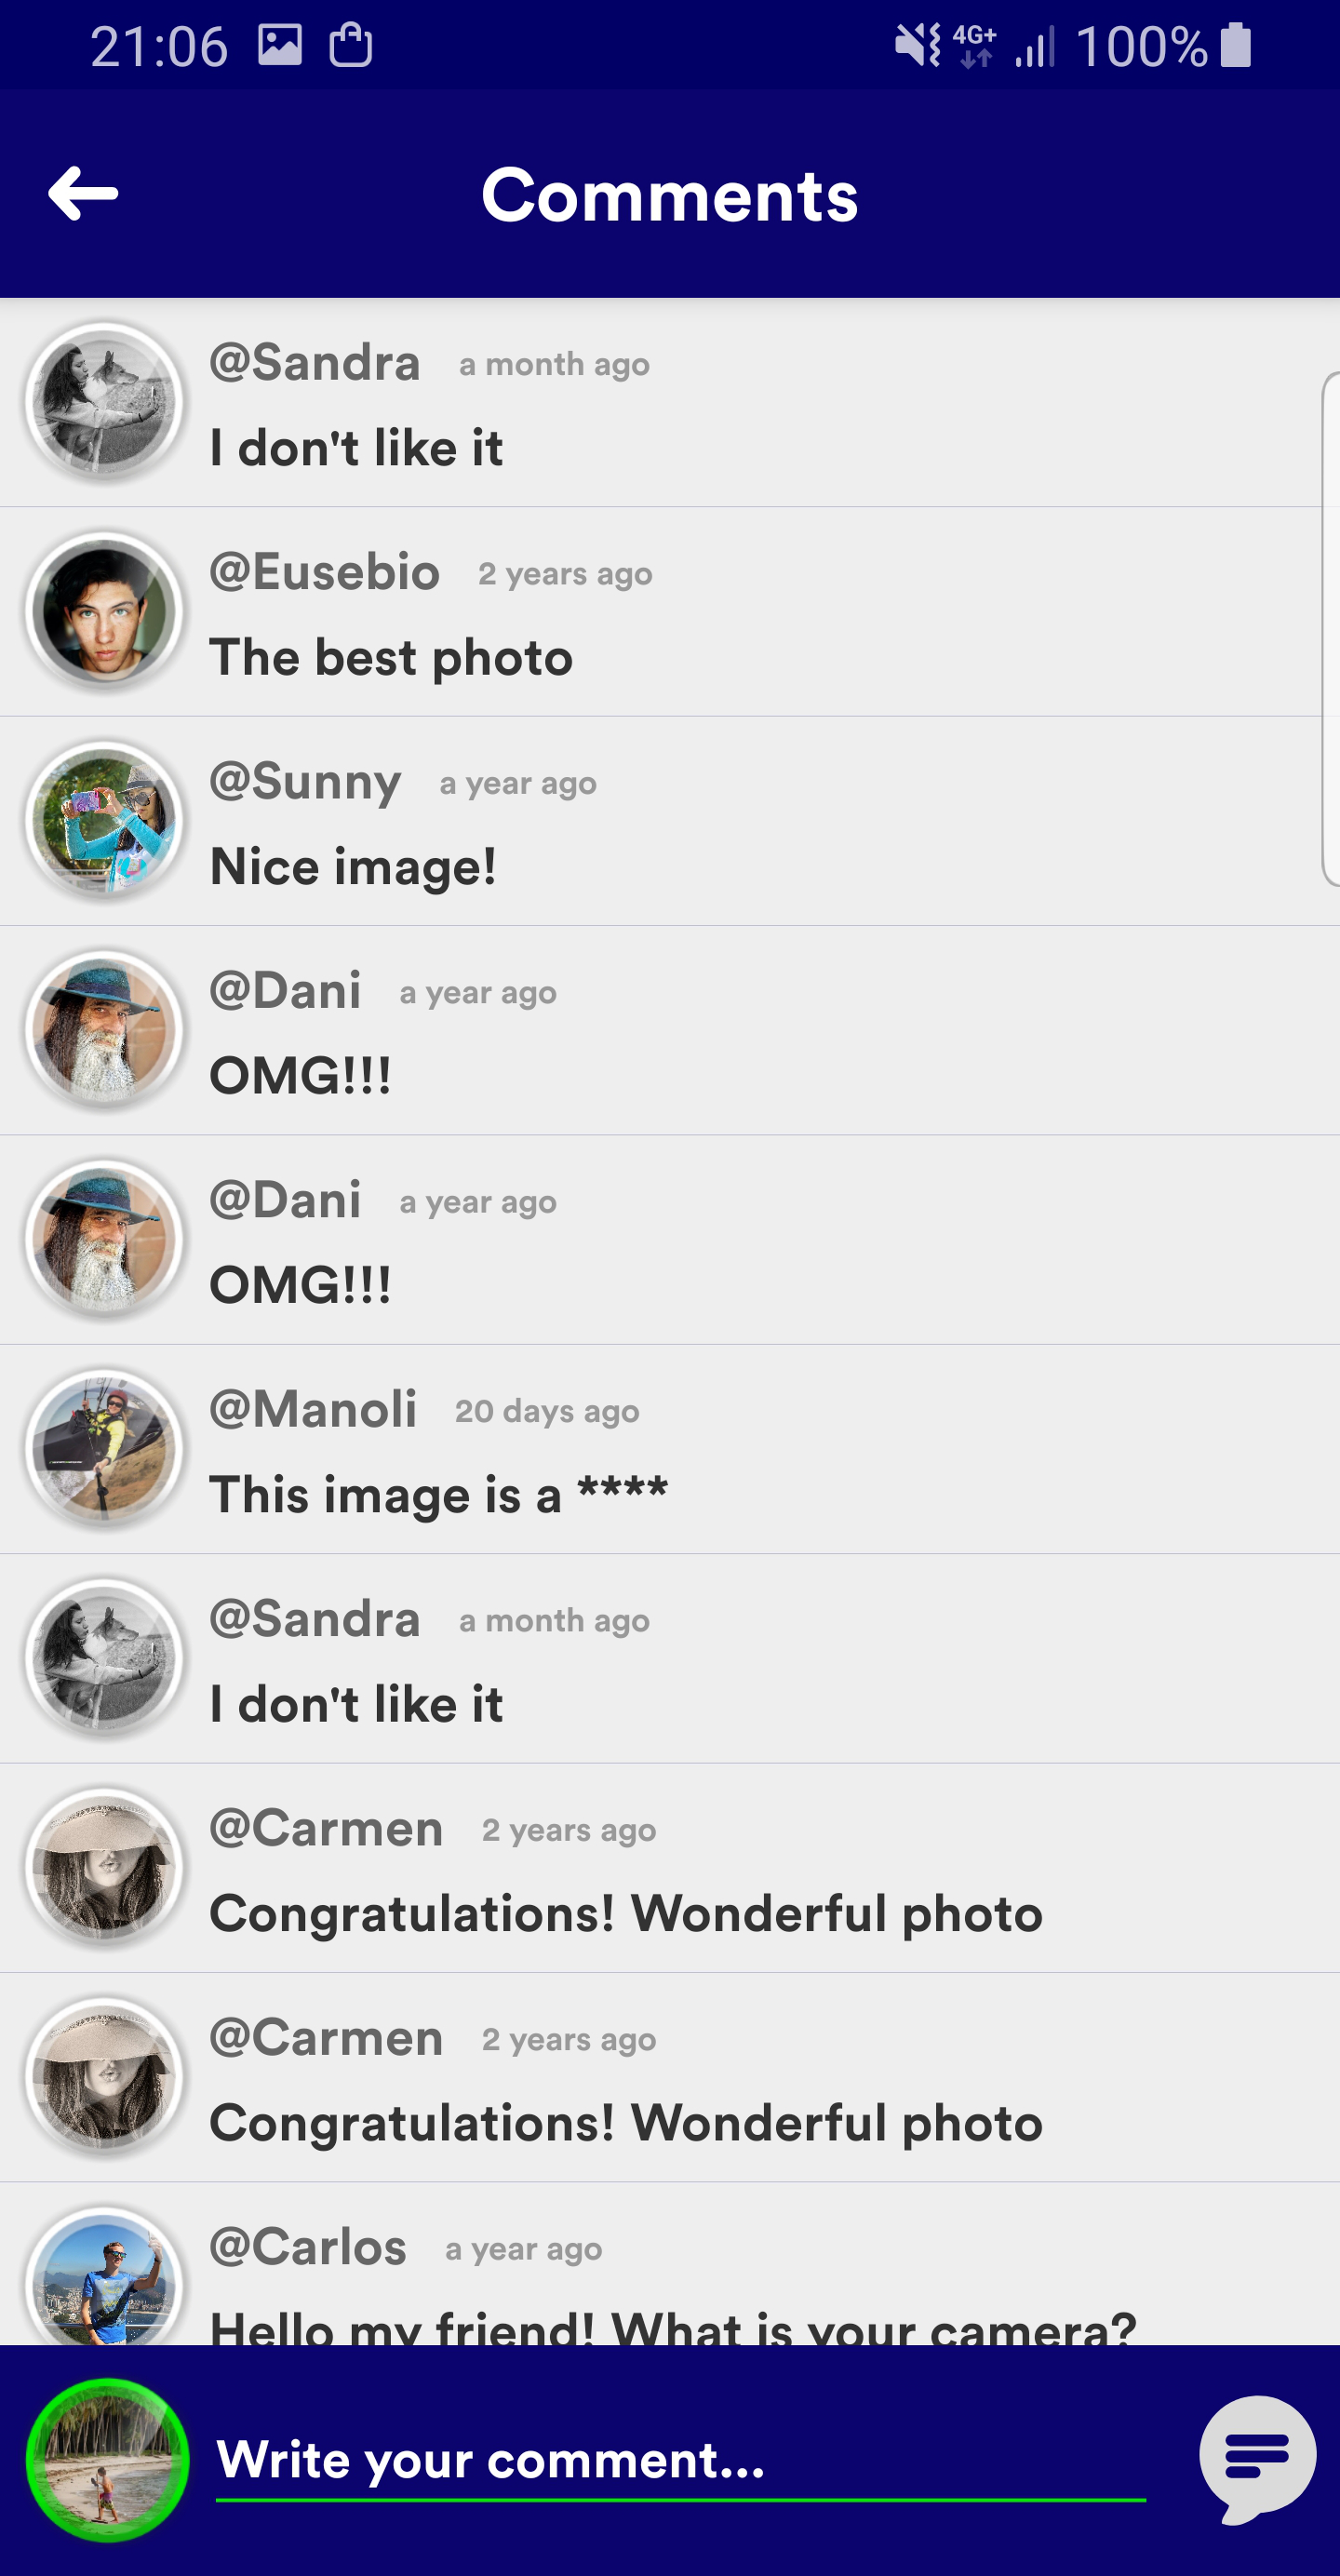 21:06 4G+ 100%
Comments
@Sandra a month ago
I don't like it
@Eusebio 2 years ago
The best photo
@Sunny a year ago
Nice image!
@Dani a year ago
OMG!!!
@Dani a year ago
OMG!!!
@Manoli 20 days ago
This image is a ****
@Sandra a month ago
I don't like it
@Carmen 2 years ago
Congratulations! Wonderful photo
@Carmen 2 years ago
Congratulations! Wonderful photo
@Carlos a year ago
Hello my friend! What is your camera?
Write your comment...